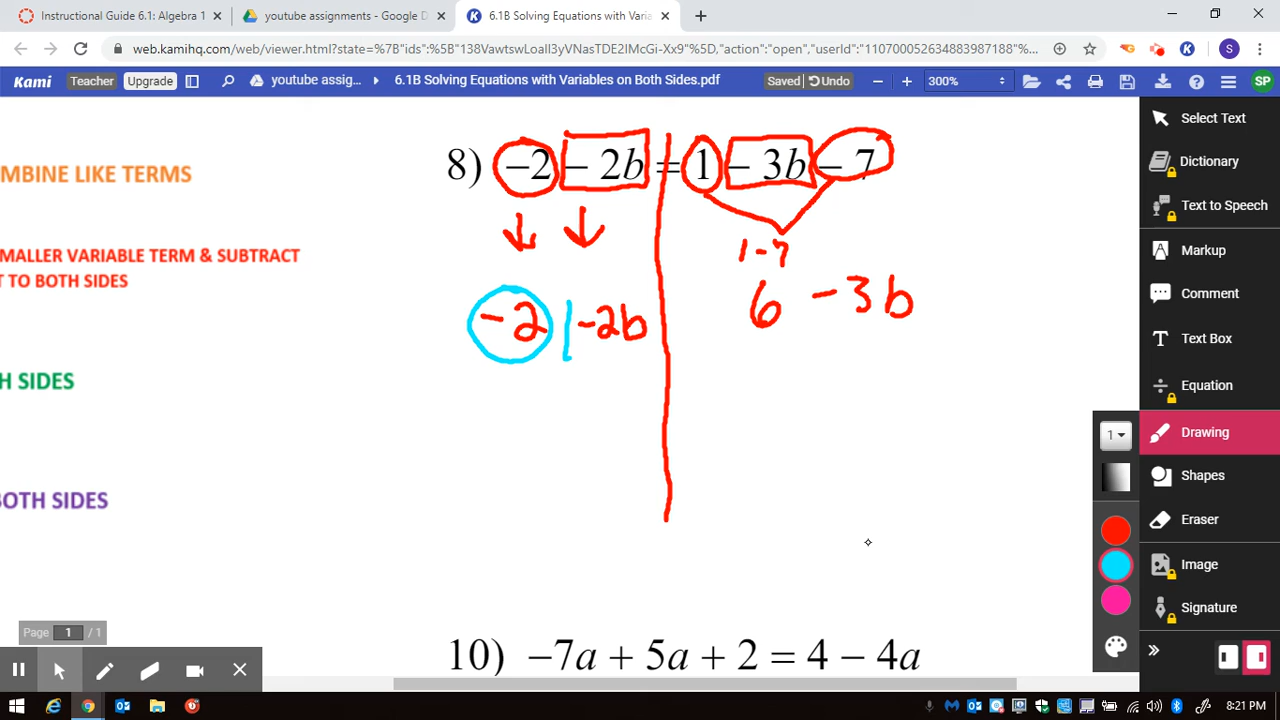 Instructional Guide 6.1: Algebra 1
youtube assignments - Google D
6.1B Solving Equations with Varia
web.kamihq.com/web/viewer.html?state=%7B"ids"%5B"138VawtswLoall3yVNasTDE2IMcGi-Xx9"%5D,"action":"open","userId":"110700052634883987188"%...
Kami
Teacher
Upgrade
youtube assig...
6.1B Solving Equations with Variables on Both Sides.pdf
Saved
Undo
300%
SP
MBINE LIKE TERMS
8) −2 − 2b = 1 − 3b − 7
1-7
SMALLER VARIABLE TERM & SUBTRACT
T TO BOTH SIDES
-2 | -2b 6 -3b
H SIDES
BOTH SIDES
10) −7a + 5a + 2 = 4 − 4a
Select Text
Dictionary
Text to Speech
Markup
Comment
Text Box
Equation
Drawing
1
Shapes
Eraser
Image
Signature
Page 1 / 1
8:21 PM